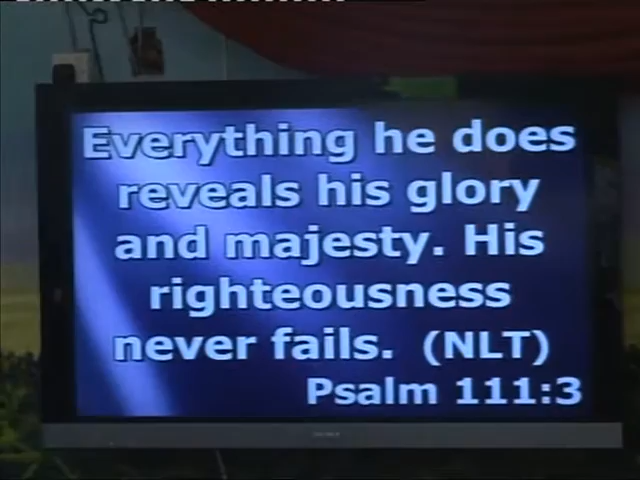 Everything he does
reveals his glory
and majesty. His
righteousness
never fails. (NLT)
Psalm 111:3